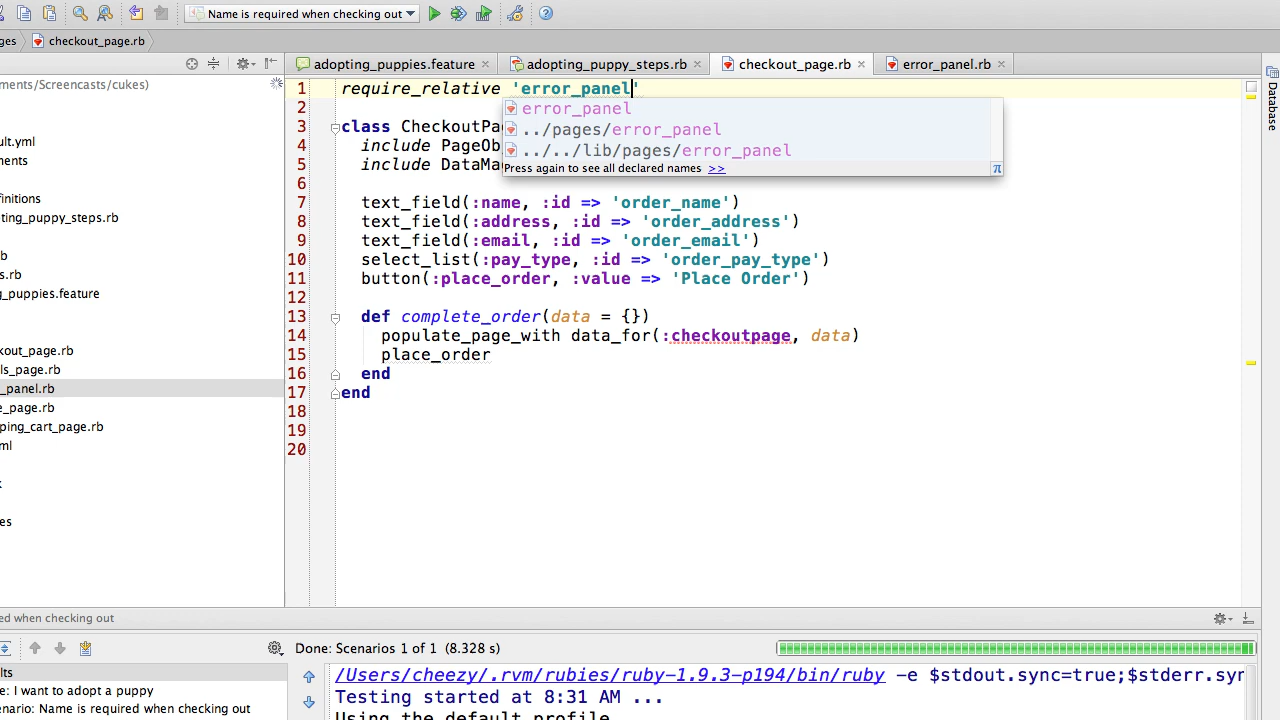 Name is required when checking out
ges
checkout_page.rb
ments/Screencasts/cukes)
adopting_puppies.feature
adopting_puppy_steps.rb
checkout_page.rb
error_panel.rb
Database
ult.yml
ments
finitions
ting_puppy_steps.rb
b
s.rb
g_puppies.feature
kout_page.rb
ls_page.rb
_panel.rb
e_page.rb
ping_cart_page.rb
ml
es
1 require_relative 'error_panel'
error_panel
../pages/error_panel
../../lib/pages/error_panel
Press again to see all declared names >>
π
2
3 class CheckoutPa
4 include PageOb
5 include DataMa
6
7 text_field(:name, :id => 'order_name')
8 text_field(:address, :id => 'order_address')
9 text_field(:email, :id => 'order_email')
10 select_list(:pay_type, :id => 'order_pay_type')
11 button(:place_order, :value => 'Place Order')
12
13 def complete_order(data = {})
14 populate_page_with data_for(:checkoutpage, data)
15 place_order
16 end
17 end
18
19
20
ed when checking out
Done: Scenarios 1 of 1 (8.328 s)
lts
e: I want to adopt a puppy
enario: Name is required when checking out
/Users/cheezy/.rvm/rubies/ruby-1.9.3-p194/bin/ruby -e $stdout.sync=true;$stderr.syn
Testing started at 8:31 AM ...
Using the default profile